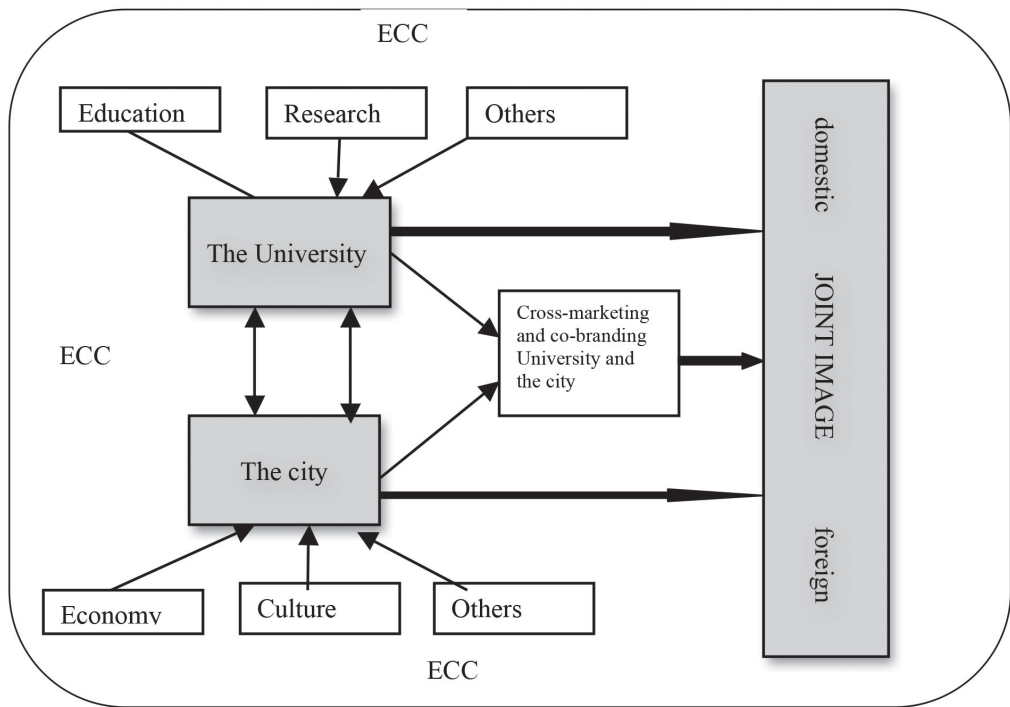 ECC
Education
Research
Others
The University
ECC
Cross-marketing
and co-branding
University and
the city
The city
Economy
Culture
Others
ECC
domestic
JOINT IMAGE
foreign